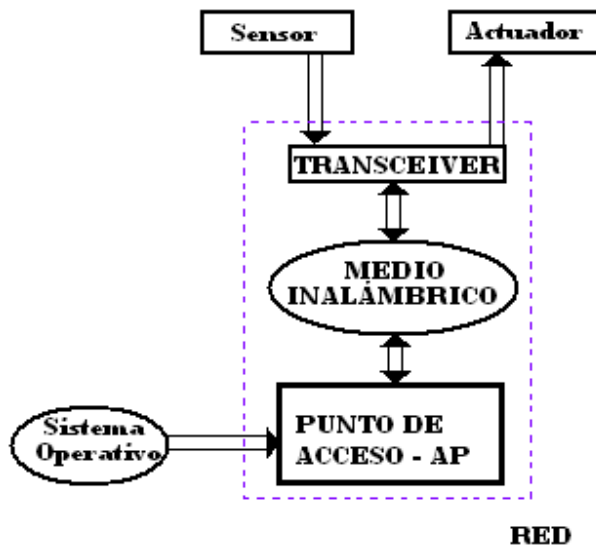 Sensor
Actuador
TRANSCEIVER
MEDIO
INALÁMBRICO
Sistema
Operativo
PUNTO DE
ACCESO - AP
RED